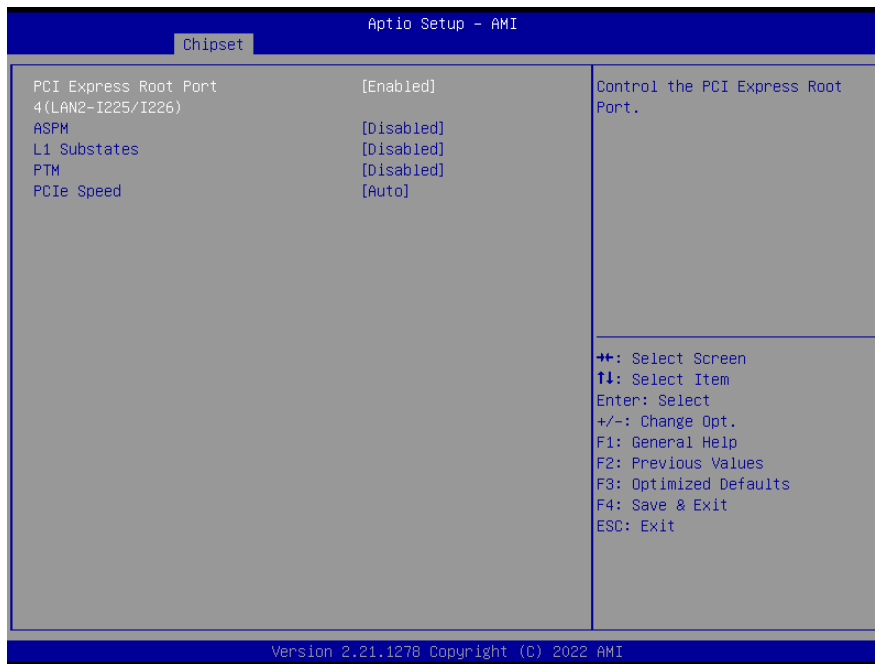 Aptio Setup - AMI
Chipset
PCI Express Root Port [Enabled]
4(LAN2-I225/I226)
ASPM [Disabled]
L1 Substates [Disabled]
PTM [Disabled]
PCIe Speed [Auto]
Control the PCI Express Root
Port.
→←: Select Screen
↑↓: Select Item
Enter: Select
+/-: Change Opt.
F1: General Help
F2: Previous Values
F3: Optimized Defaults
F4: Save & Exit
ESC: Exit
Version 2.21.1278 Copyright (C) 2022 AMI